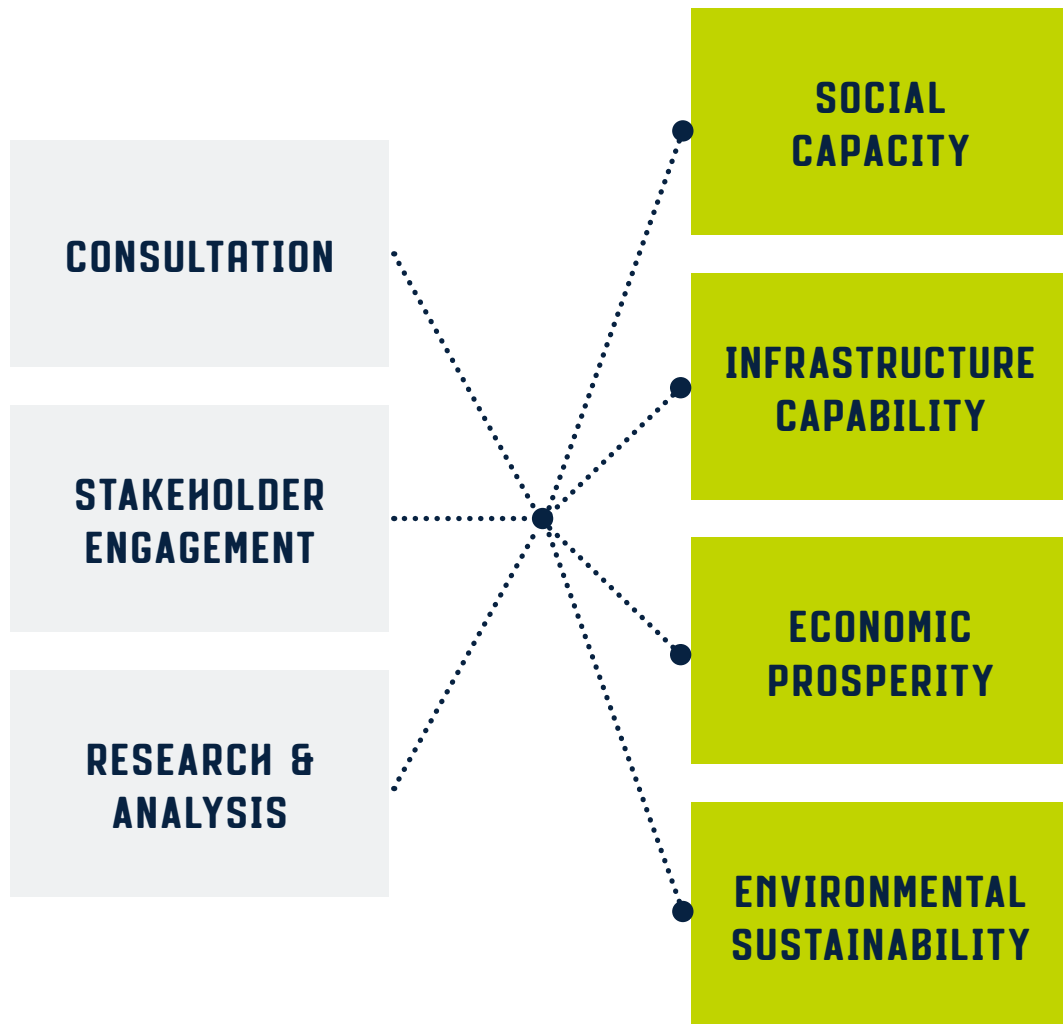 CONSULTATION
STAKEHOLDER
ENGAGEMENT
RESEARCH &
ANALYSIS
SOCIAL
CAPACITY
INFRASTRUCTURE
CAPABILITY
ECONOMIC
PROSPERITY
ENVIRONMENTAL
SUSTAINABILITY